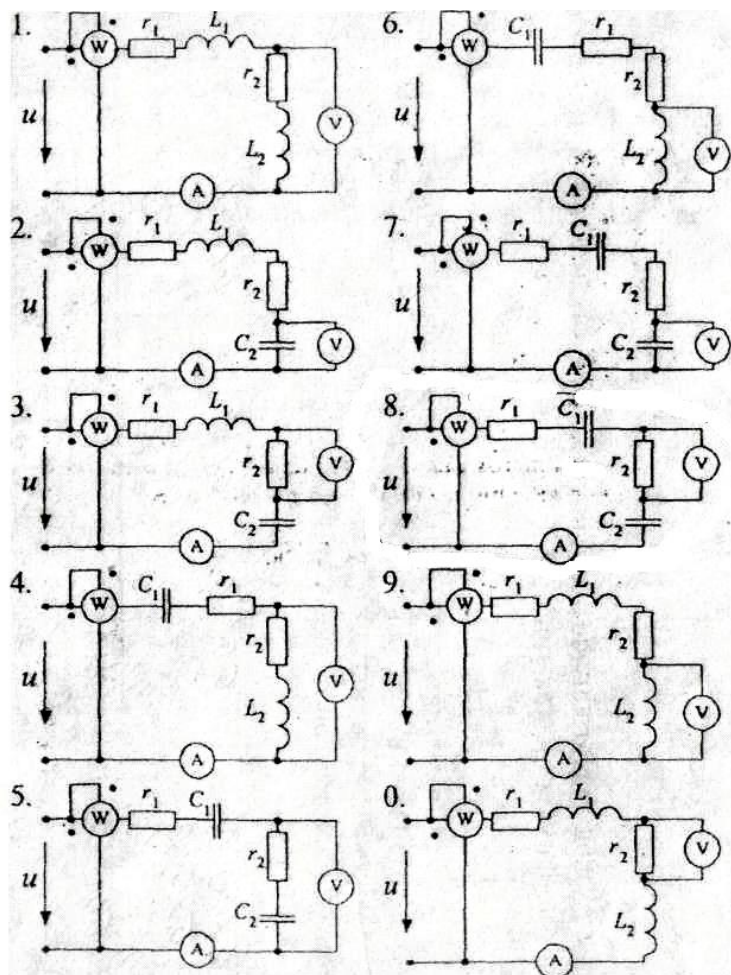 1.
W
r₁
L₁
r₂
L₂
V
A
u
2.
W
r₁
L₁
r₂
C₂
V
A
u
3.
W
r₁
L₁
r₂
C₂
V
A
u
4.
W
C₁
r₁
r₂
L₂
V
A
u
5.
W
r₁
C₁
r₂
C₂
V
A
u
6.
W
C₁
r₁
r₂
L₂
V
A
u
7.
W
r₁
C₁
r₂
C₂
V
A
u
8.
W
r₁
C₁
r₂
C₂
V
A
u
9.
W
r₁
L₁
r₂
L₂
V
A
u
0.
W
r₁
L₁
r₂
L₂
V
A
u